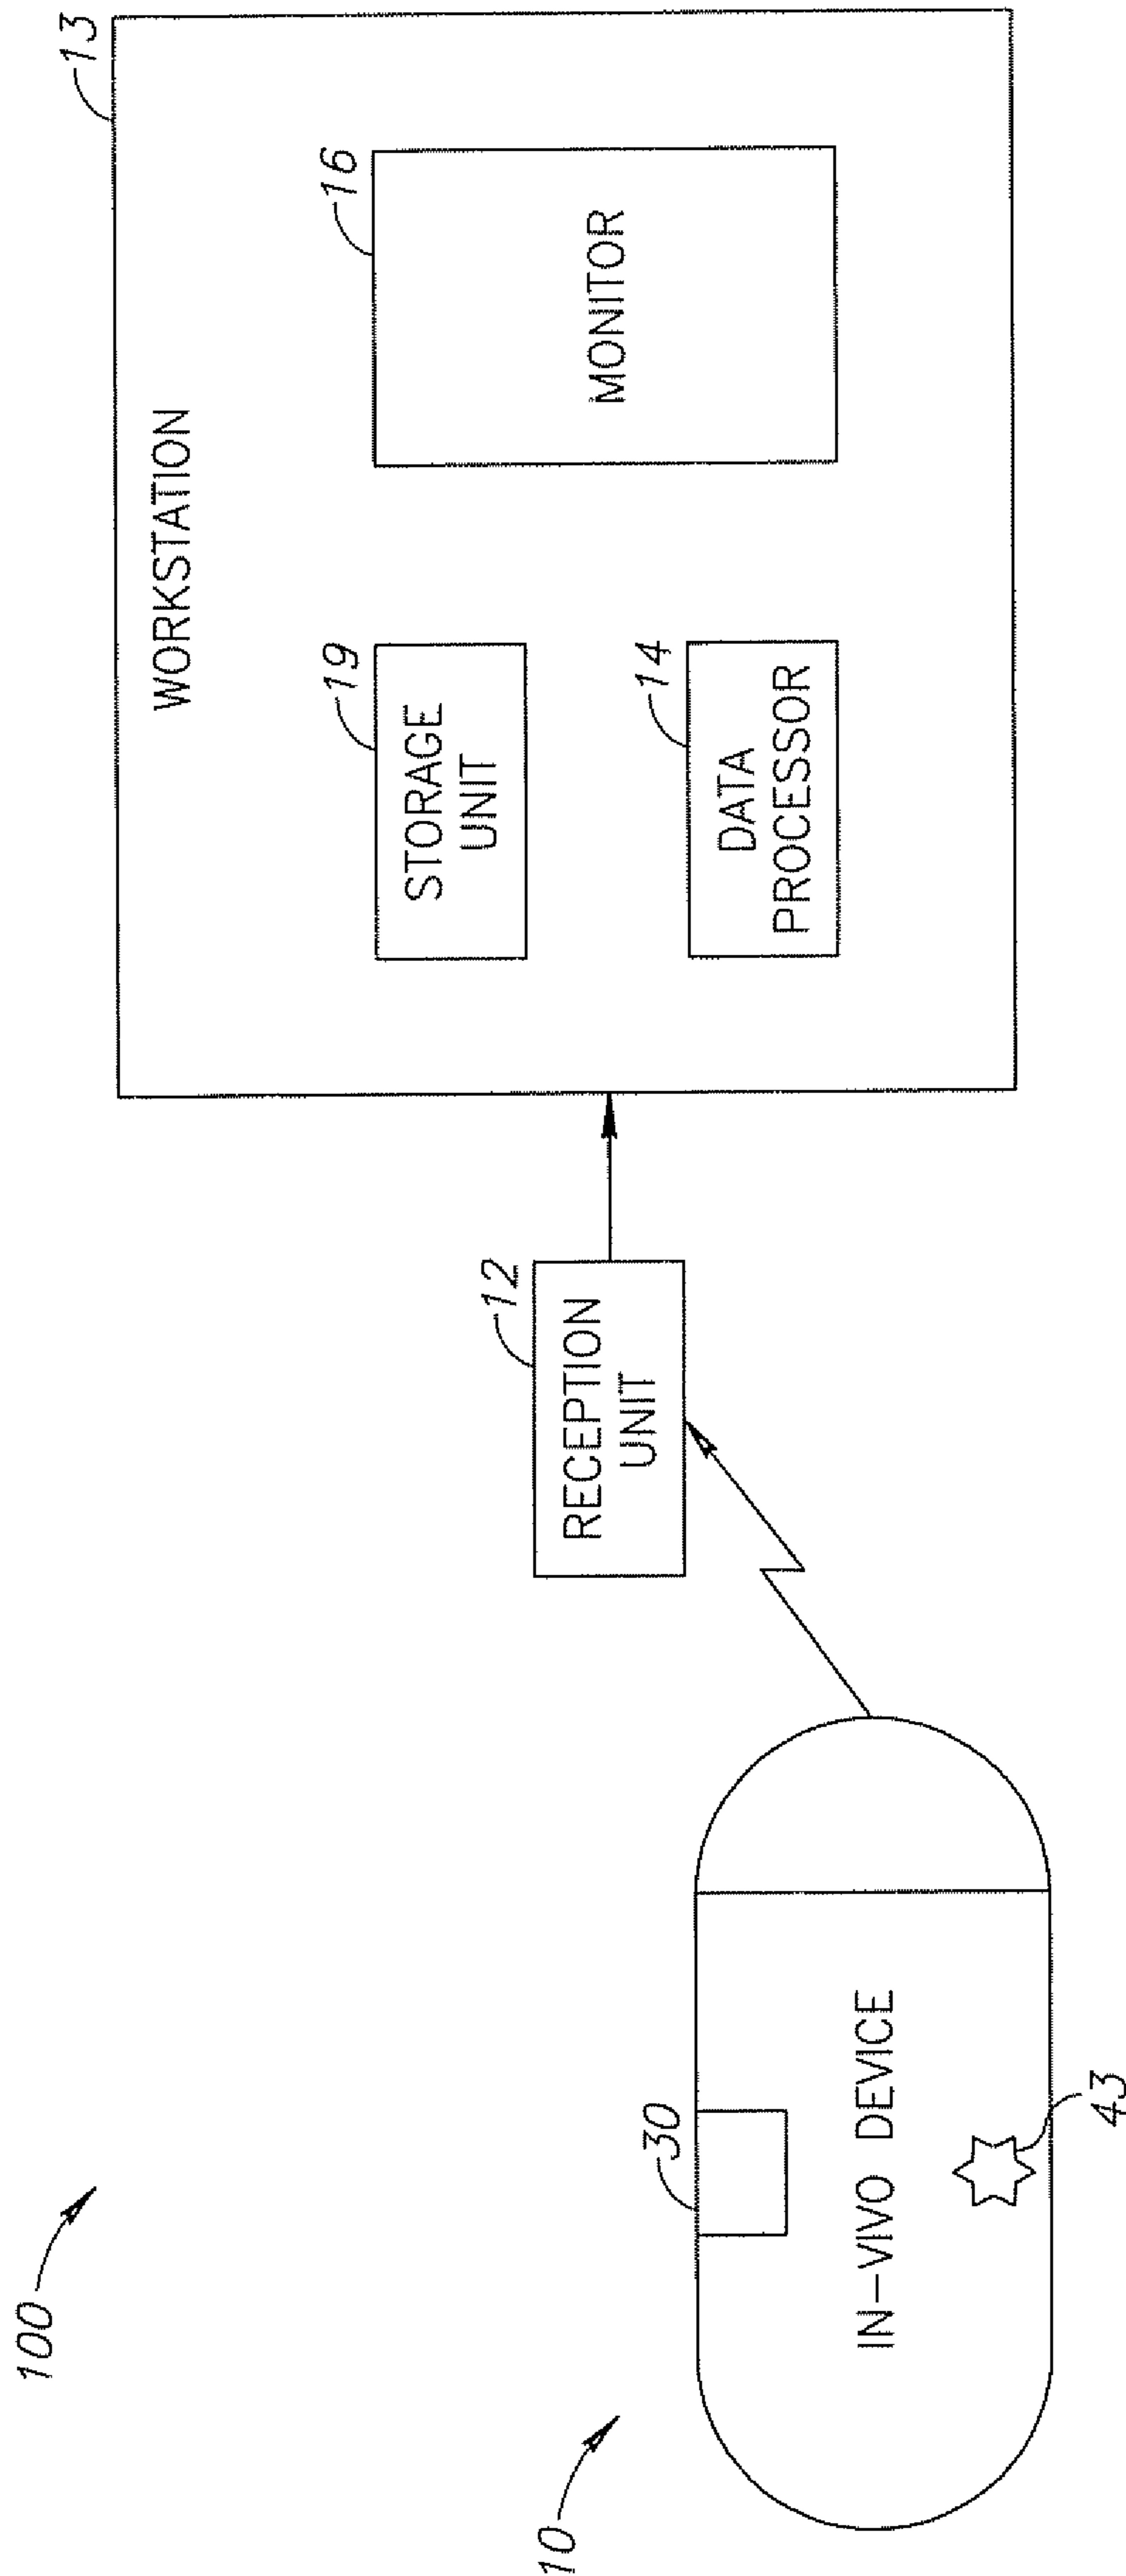 100
10
30
IN-VIVO DEVICE
43
12
RECEPTION
UNIT
13
WORKSTATION
19
STORAGE
UNIT
14
DATA
PROCESSOR
16
MONITOR